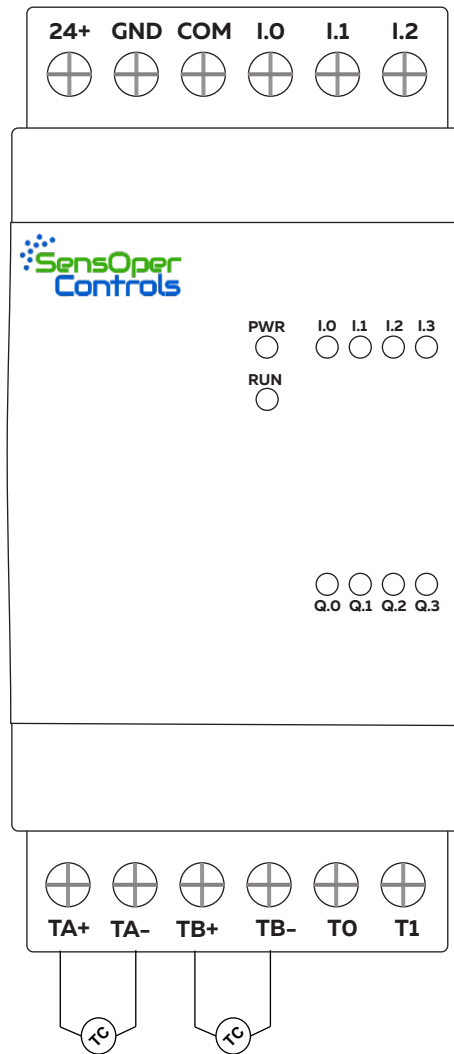 24+ GND COM I.0 I.1 I.2
SensOper
Controls
PWR I.0 I.1 I.2 I.3
RUN
Q.0 Q.1 Q.2 Q.3
TA+ TA- TB+ TB- T0 T1
TC TC